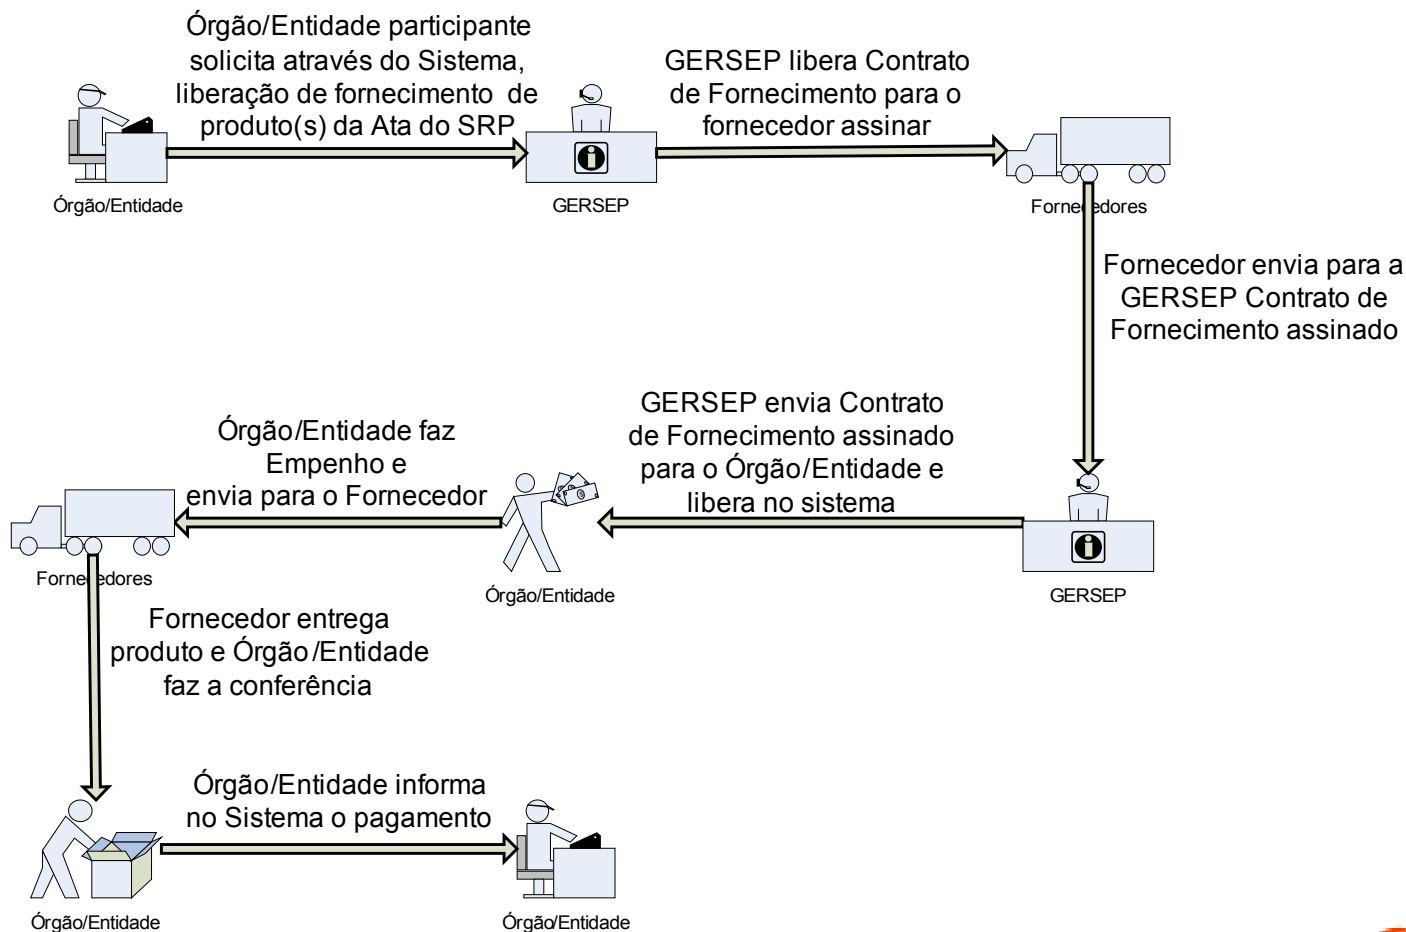 Órgão/Entidade participante
solicita através do Sistema,
liberação de fornecimento de
produto(s) da Ata do SRP
GERSEP libera Contrato
de Fornecimento para o
fornecedor assinar
Órgão/Entidade
GERSEP
Fornecedores
Fornecedor envia para a
GERSEP Contrato de
Fornecimento assinado
GERSEP envia Contrato
de Fornecimento assinado
para o Órgão/Entidade e
libera no sistema
Órgão/Entidade faz
Empenho e
envia para o Fornecedor
Fornecedores
Órgão/Entidade
GERSEP
Fornecedor entrega
produto e Órgão/Entidade
faz a conferência
Órgão/Entidade informa
no Sistema o pagamento
Órgão/Entidade
Órgão/Entidade